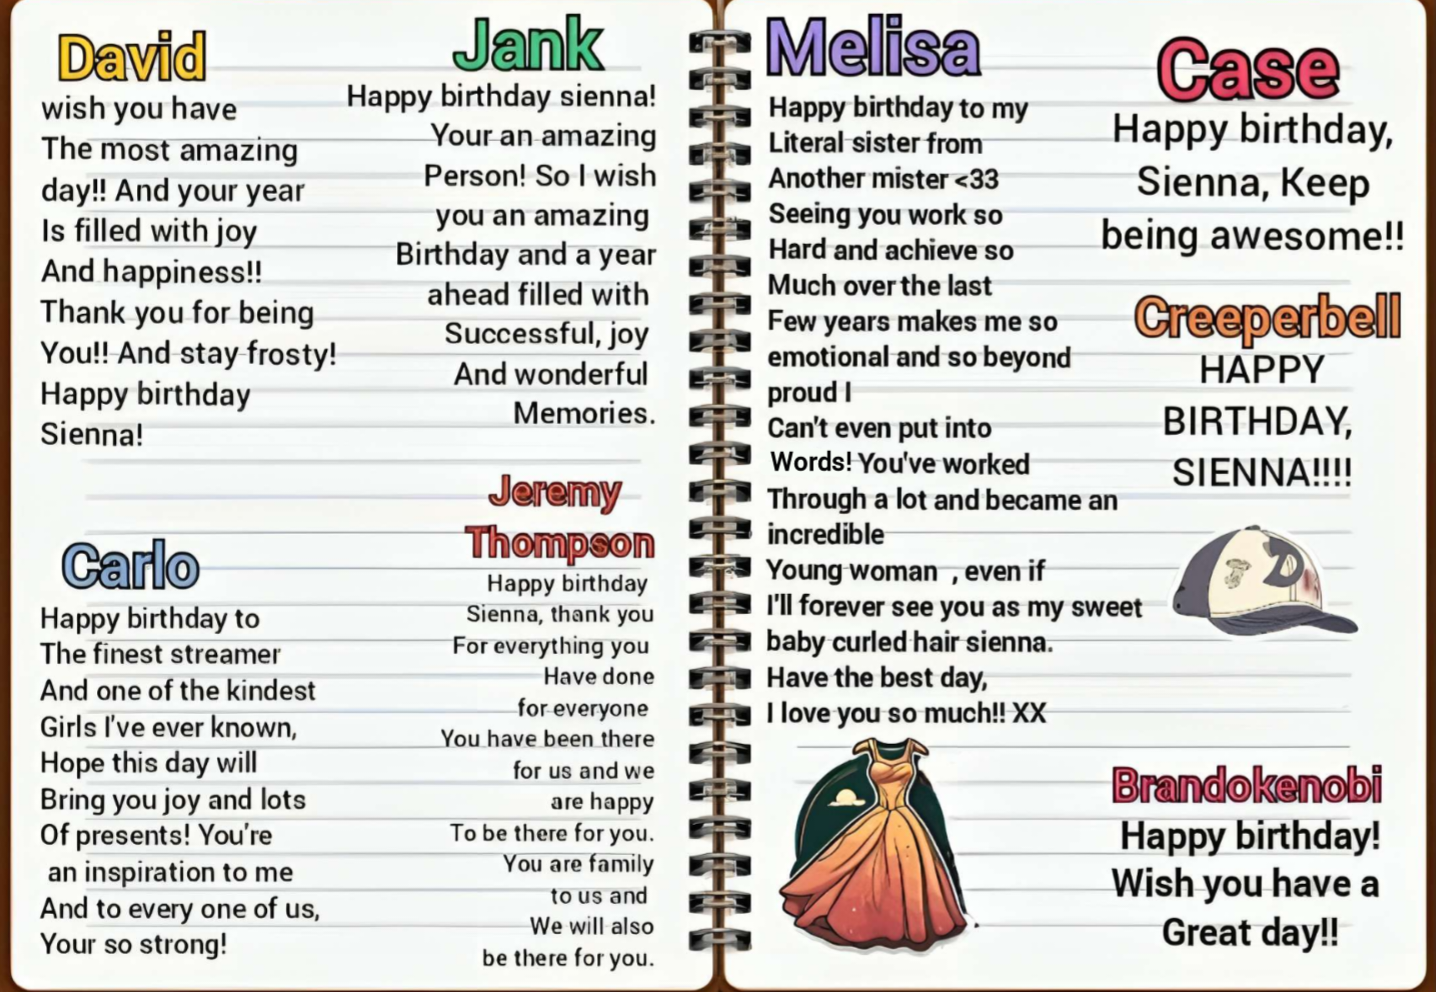 David
wish you have
The most amazing
day!! And your year
Is filled with joy
And happiness!!
Thank you for being
You!! And stay frosty!
Happy birthday
Sienna!
Jank
Happy birthday sienna!
Your an amazing
Person! So I wish
you an amazing
Birthday and a year
ahead filled with
Successful, joy
And wonderful
Memories.
Carlo
Happy birthday to
The finest streamer
And one of the kindest
Girls I've ever known,
Hope this day will
Bring you joy and lots
Of presents! You're
an inspiration to me
And to every one of us,
Your so strong!
Jeremy
Thompson
Happy birthday
Sienna, thank you
For everything you
Have done
for everyone
You have been there
for us and we
are happy
To be there for you.
You are family
to us and
We will also
be there for you.
Melisa
Happy birthday to my
Literal sister from
Another mister <33
Seeing you work so
Hard and achieve so
Much over the last
Few years makes me so
emotional and so beyond
proud I
Can't even put into
Words! You've worked
Through a lot and became an
incredible
Young woman , even if
I'll forever see you as my sweet
baby curled hair sienna.
Have the best day,
I love you so much!! XX
Case
Happy birthday,
Sienna, Keep
being awesome!!
Creeperbell
HAPPY
BIRTHDAY,
SIENNA!!!!
Brandokenobi
Happy birthday!
Wish you have a
Great day!!